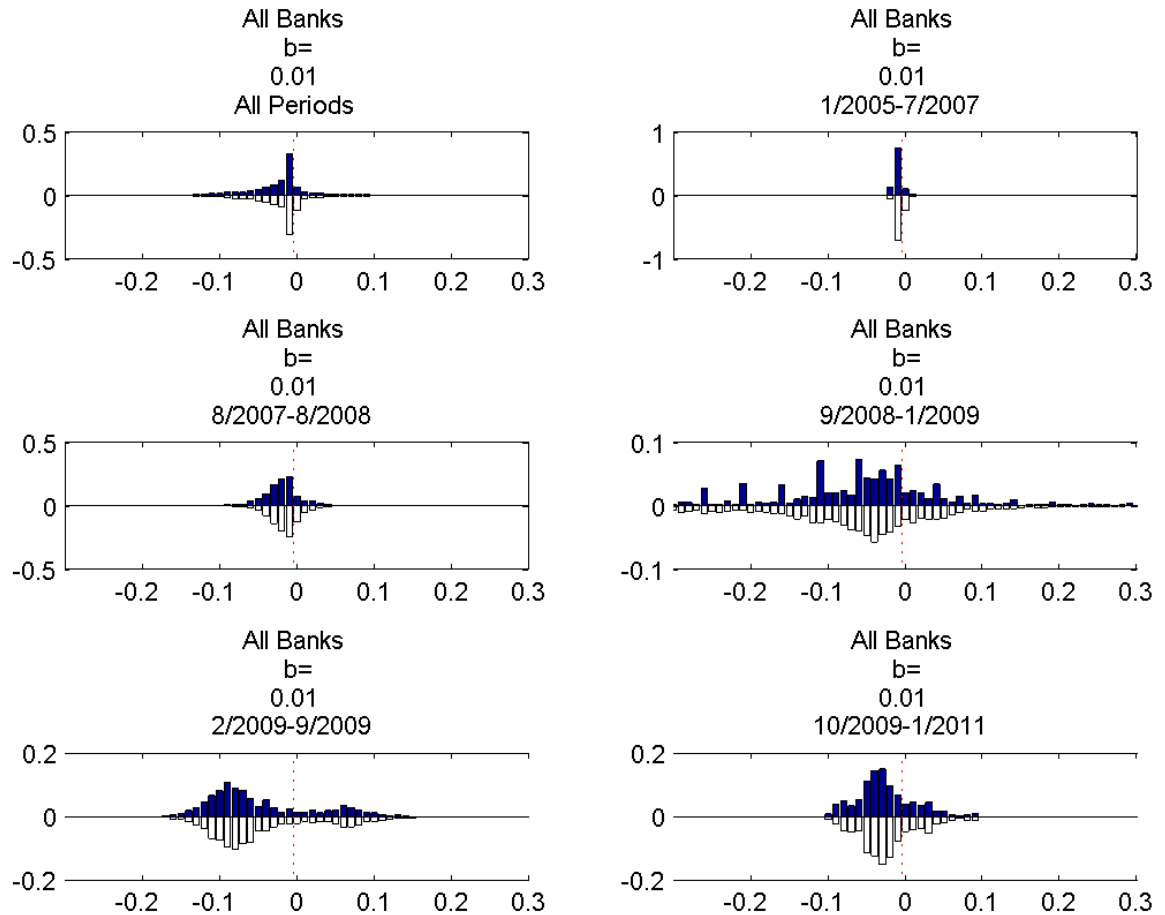 All Banks
b=
0.01
All Periods
0.5
0
-0.5
-0.2 -0.1 0 0.1 0.2 0.3
All Banks
b=
0.01
1/2005-7/2007
1
0
-1
-0.2 -0.1 0 0.1 0.2 0.3
All Banks
b=
0.01
8/2007-8/2008
0.5
0
-0.5
-0.2 -0.1 0 0.1 0.2 0.3
All Banks
b=
0.01
9/2008-1/2009
0.1
0
-0.1
-0.2 -0.1 0 0.1 0.2 0.3
All Banks
b=
0.01
2/2009-9/2009
0.2
0
-0.2
-0.2 -0.1 0 0.1 0.2 0.3
All Banks
b=
0.01
10/2009-1/2011
0.2
0
-0.2
-0.2 -0.1 0 0.1 0.2 0.3